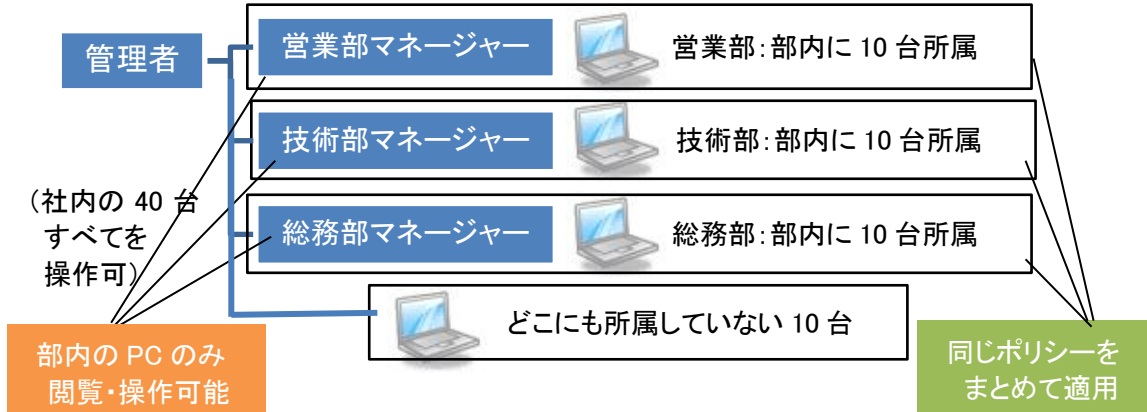 管理者
営業部マネージャー
営業部：部内に 10 台所属
技術部マネージャー
技術部：部内に 10 台所属
（社内の 40 台
すべてを
操作可）
総務部マネージャー
総務部：部内に 10 台所属
どこにも所属していない 10 台
部内の PC のみ
閲覧・操作可能
同じポリシーを
まとめて適用